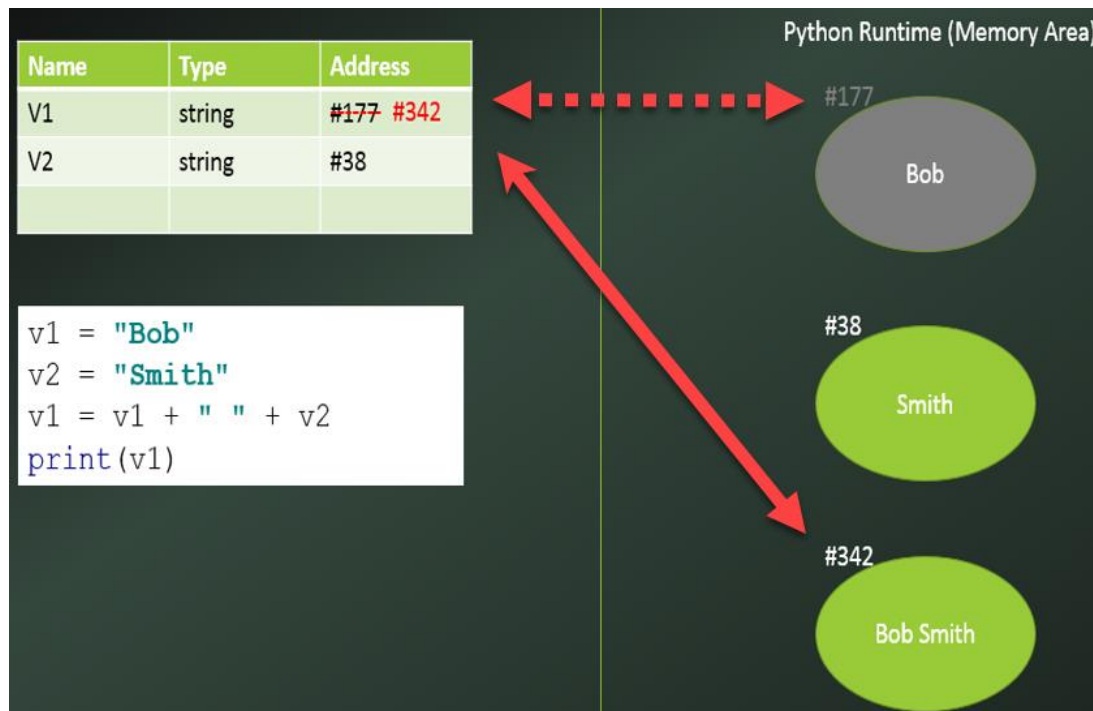 Python Runtime (Memory Area)
Name Type Address
V1 string #177 #342
V2 string #38
v1 = "Bob"
v2 = "Smith"
v1 = v1 + " " + v2
print(v1)
#177
Bob
#38
Smith
#342
Bob Smith